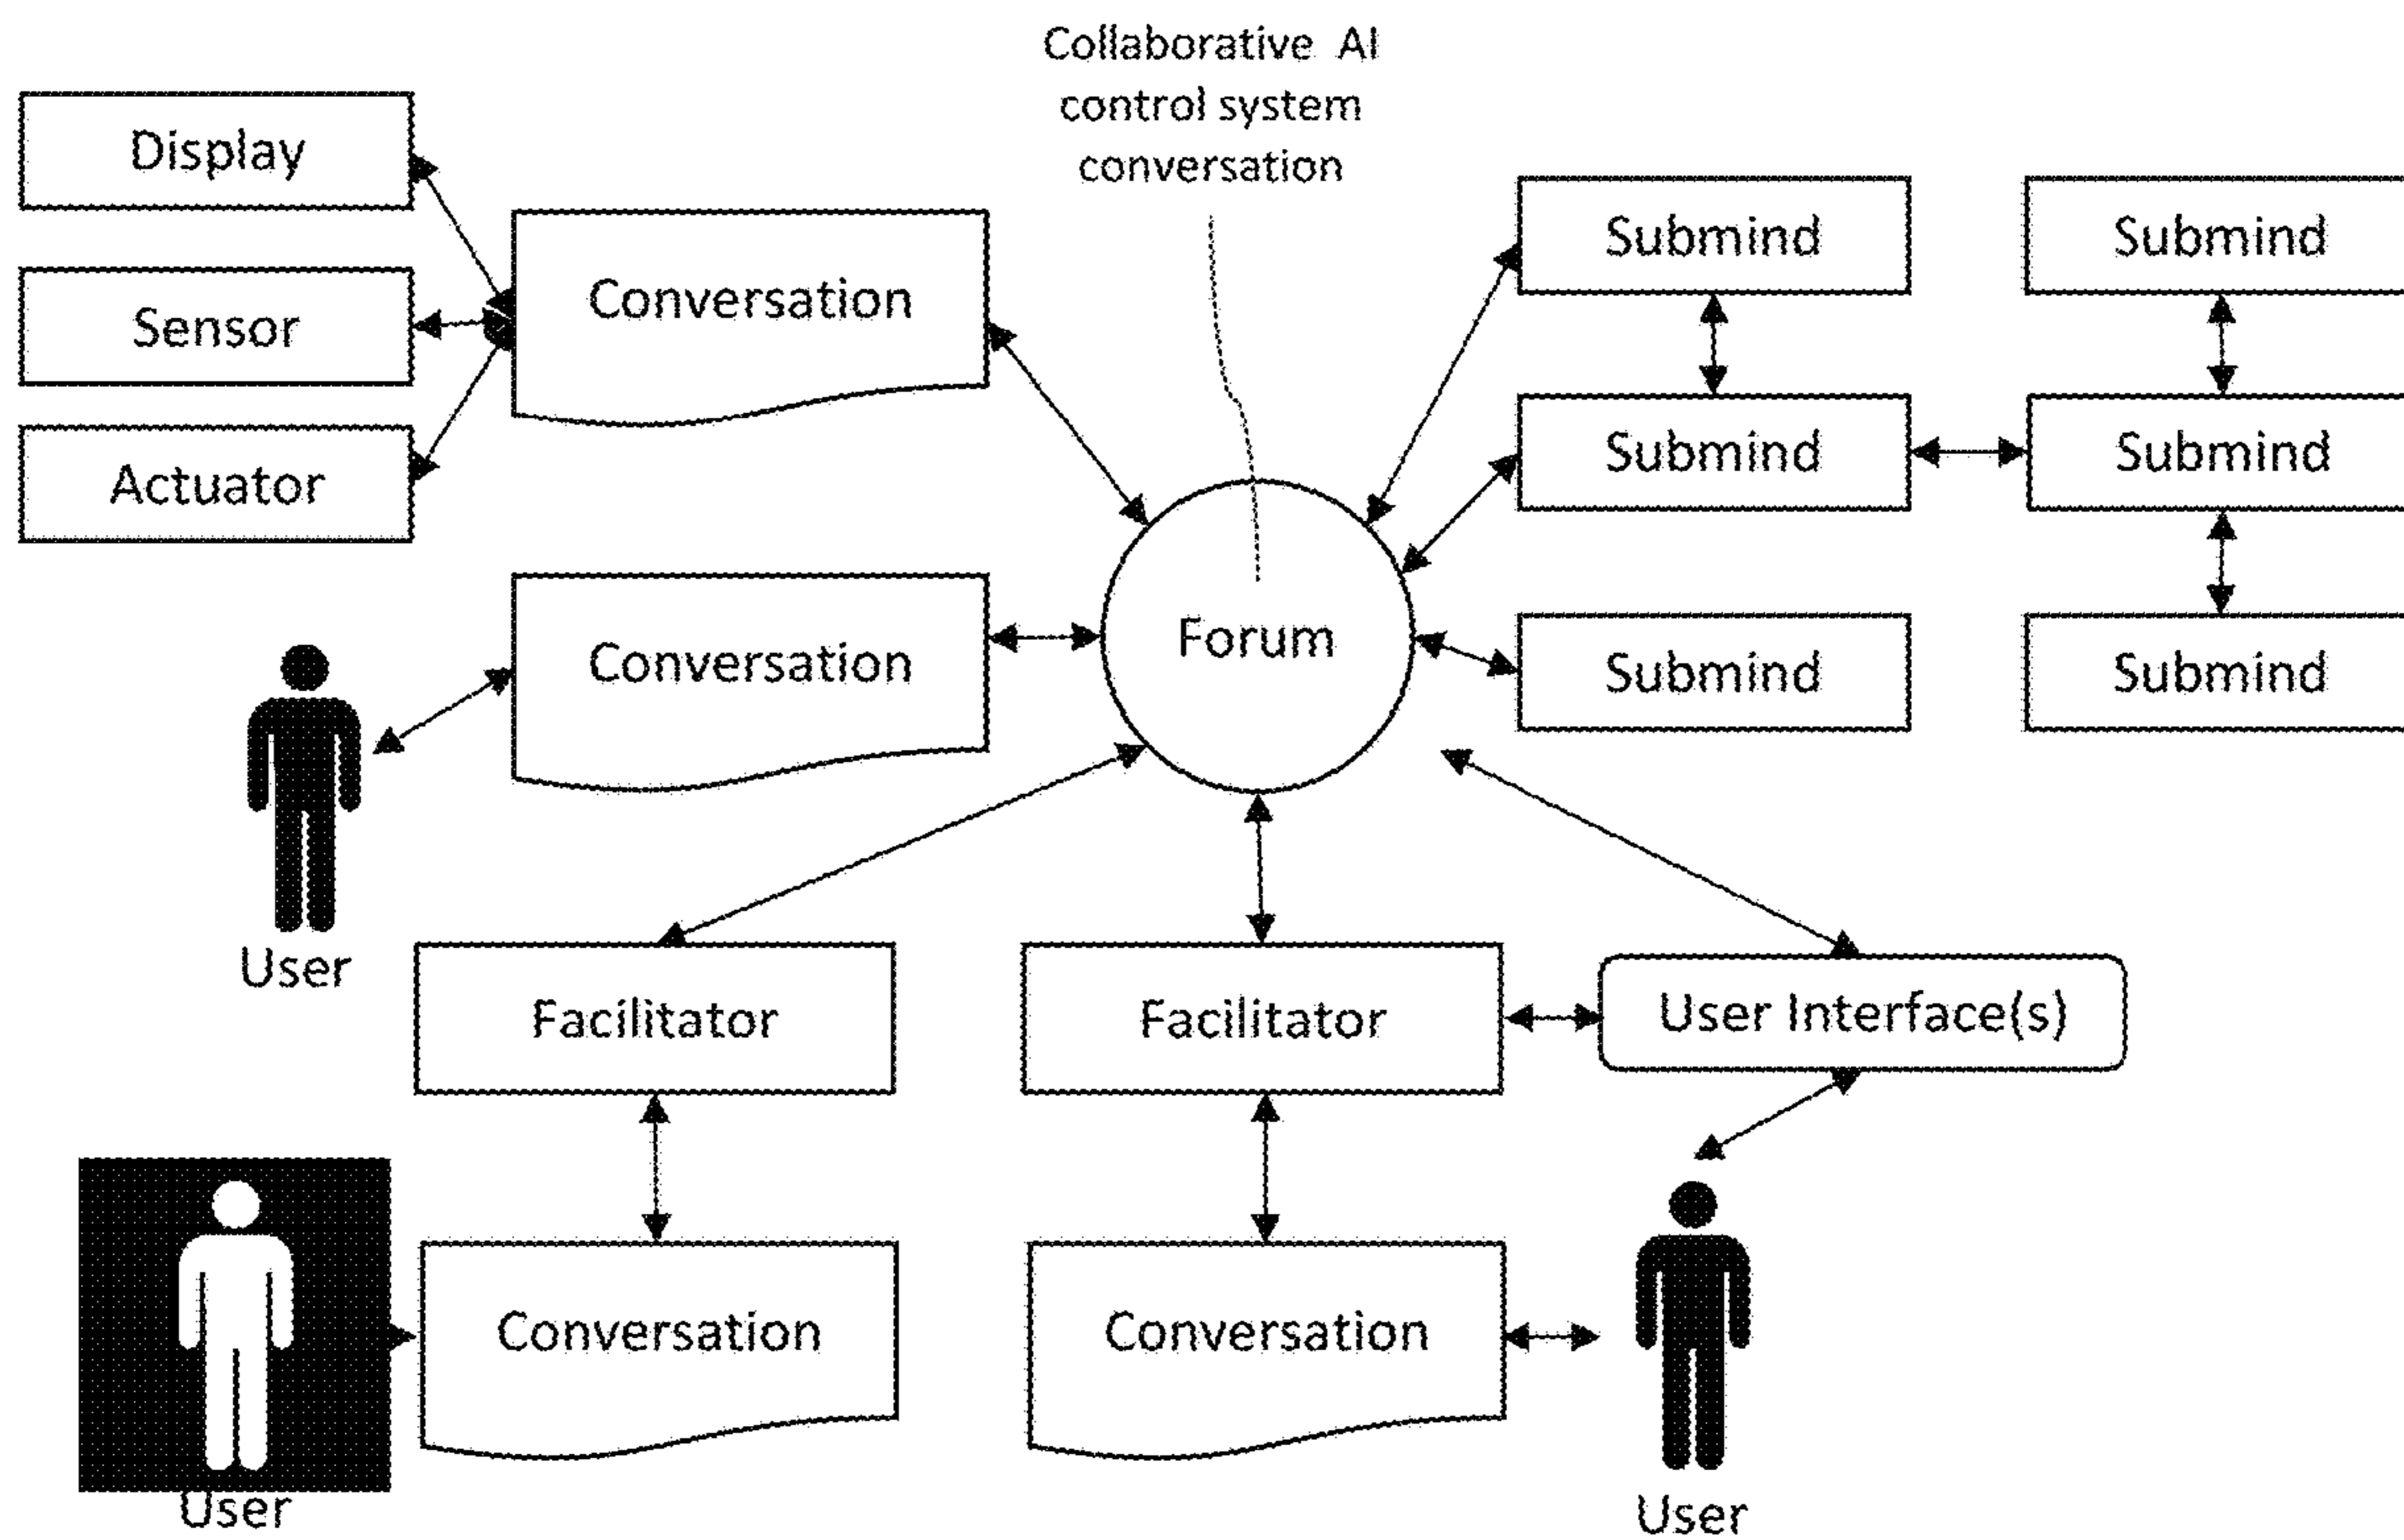 Collaborative AI
control system
conversation
Display
Sensor
Actuator
Conversation
Submind
Submind
Submind
Submind
Conversation
Forum
Submind
Submind
User
Facilitator
Facilitator
User Interface(s)
Conversation
Conversation
User
User